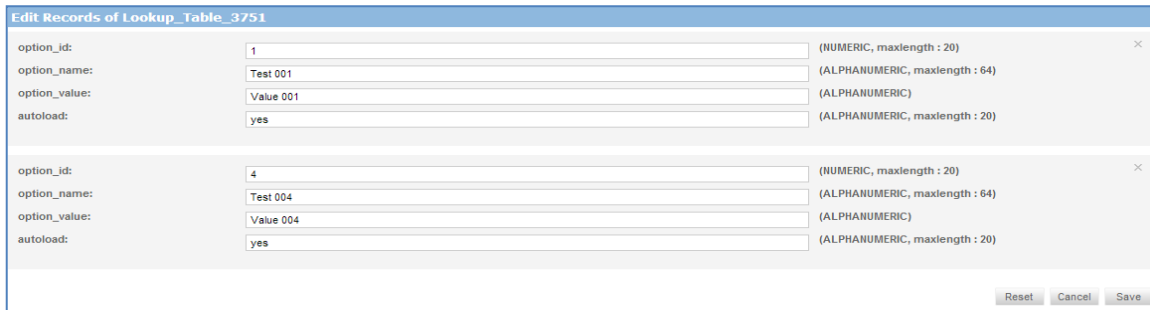 Edit Records of Lookup_Table_3751
option_id: 1 (NUMERIC, maxlength : 20) ×
option_name: Test 001 (ALPHANUMERIC, maxlength : 64)
option_value: Value 001 (ALPHANUMERIC)
autoload: yes (ALPHANUMERIC, maxlength : 20)
option_id: 4 (NUMERIC, maxlength : 20) ×
option_name: Test 004 (ALPHANUMERIC, maxlength : 64)
option_value: Value 004 (ALPHANUMERIC)
autoload: yes (ALPHANUMERIC, maxlength : 20)
Reset Cancel Save